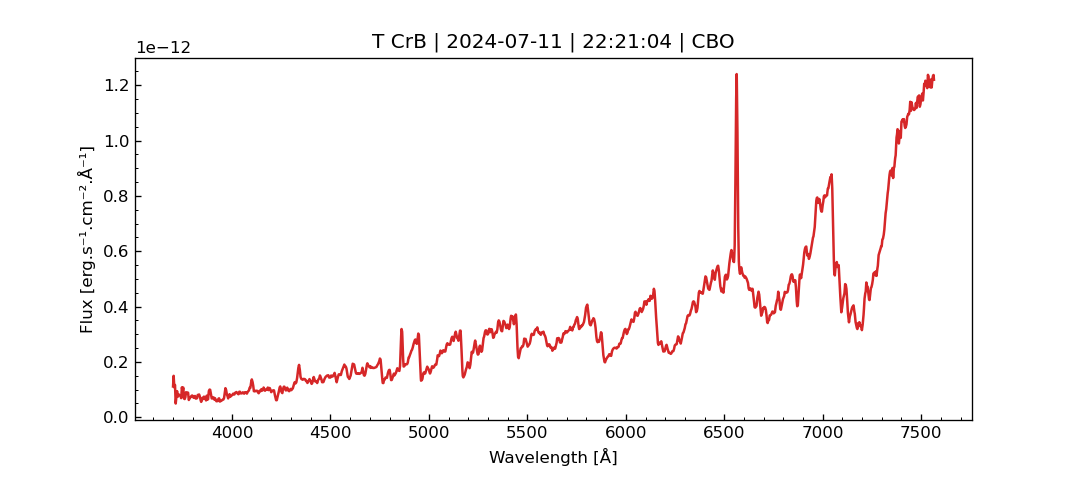 T CrB | 2024-07-11 | 22:21:04 | CBO
1e−12
1.2
1.0
0.8
0.6
0.4
0.2
0.0
Flux [erg.s⁻¹.cm⁻².Å⁻¹]
4000 4500 5000 5500 6000 6500 7000 7500
Wavelength [Å]